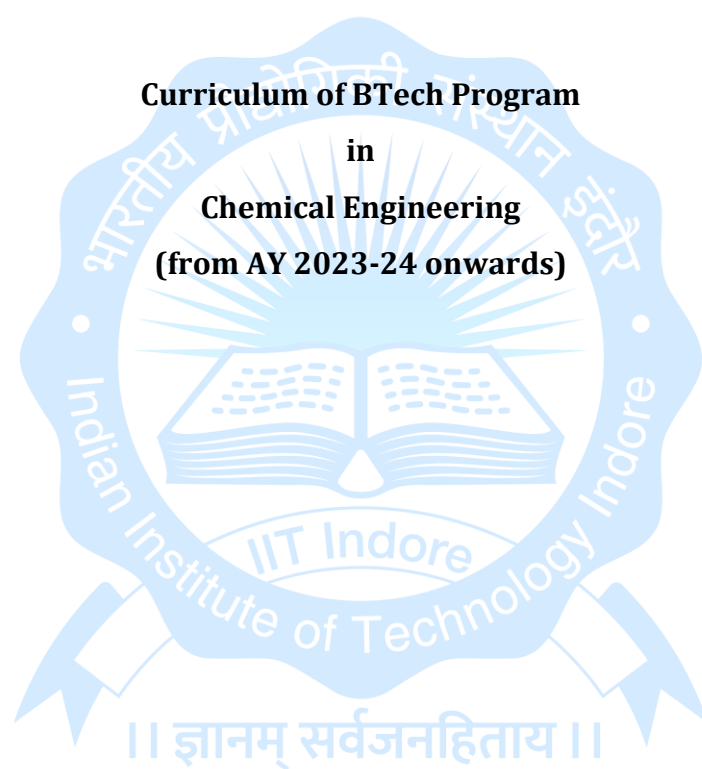 Curriculum of BTech Program
in
Chemical Engineering
(from AY 2023-24 onwards)
भारतीय प्रौद्योगिकी संस्थान इंदौर
Indian Institute of Technology Indore
IIT Indore
।। ज्ञानम् सर्वजनहिताय ।।